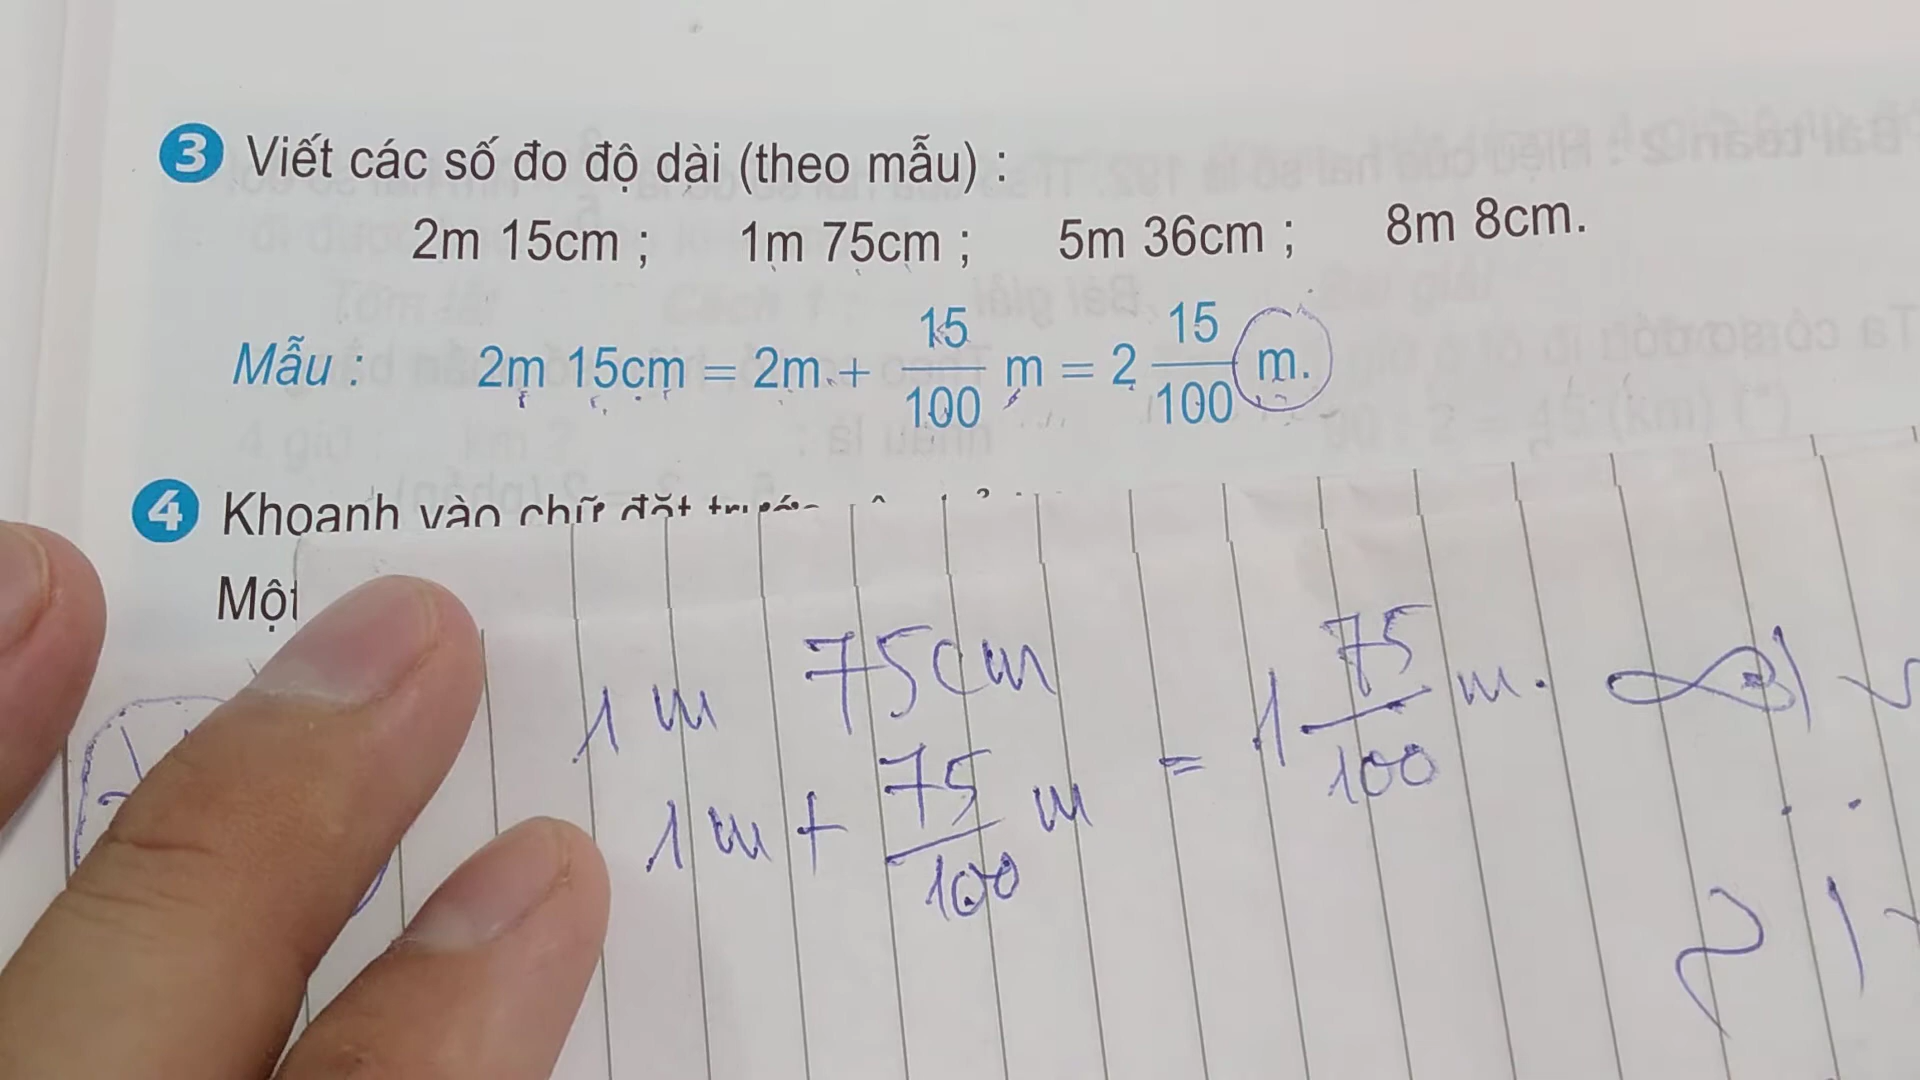 3 Viết các số đo độ dài (theo mẫu) :
2m 15cm ; 1m 75cm ; 5m 36cm ; 8m 8cm.
Mẫu : 2m 15cm = 2m + 15/100 m = 2 15/100 m.
4 Khoanh vào chữ đặt
Một
1m 75cm
1m + 75/100 m = 1 75/100 m.